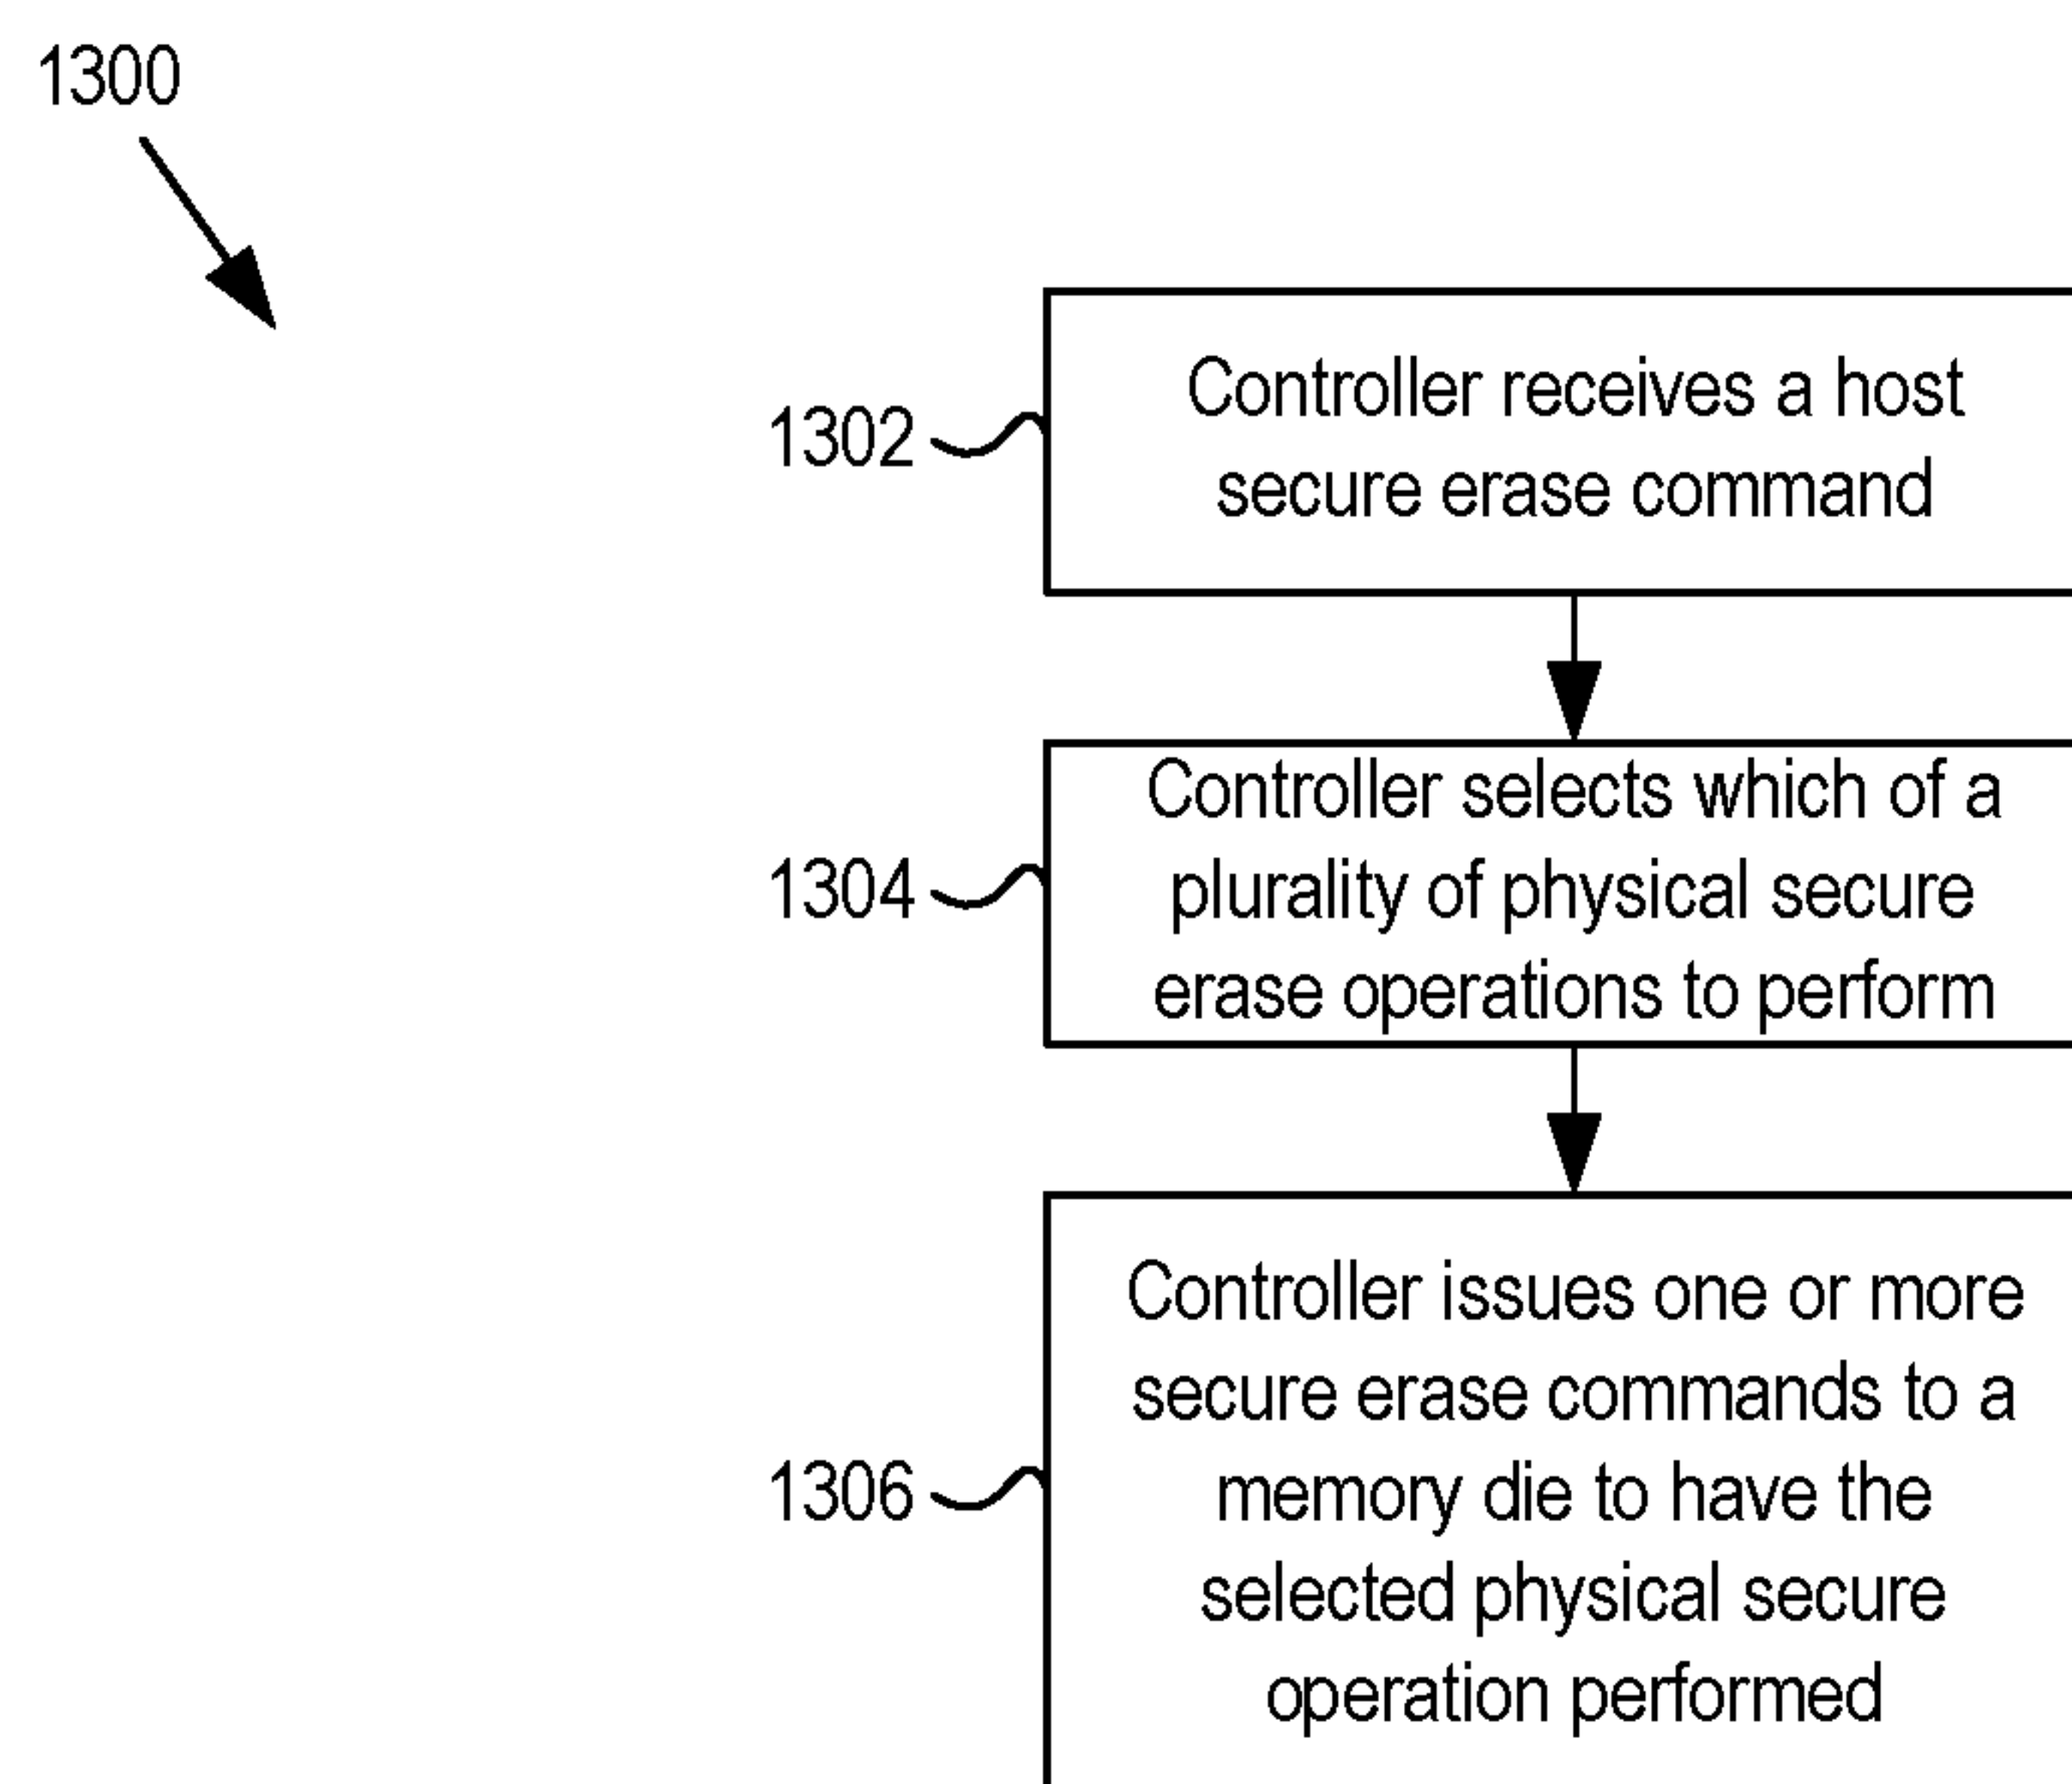 1300
1302
Controller receives a host
secure erase command
1304
Controller selects which of a
plurality of physical secure
erase operations to perform
1306
Controller issues one or more
secure erase commands to a
memory die to have the
selected physical secure
operation performed